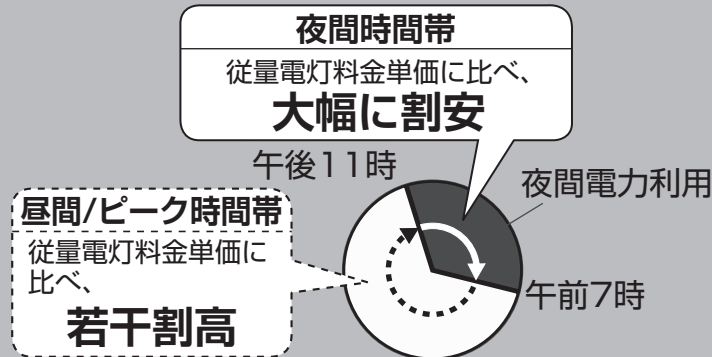 夜間時間帯
従量電灯料金単価に比べ、
大幅に割安
午後11時
夜間電力利用
昼間/ピーク時間帯
従量電灯料金単価に
比べ、
若干割高
午前7時